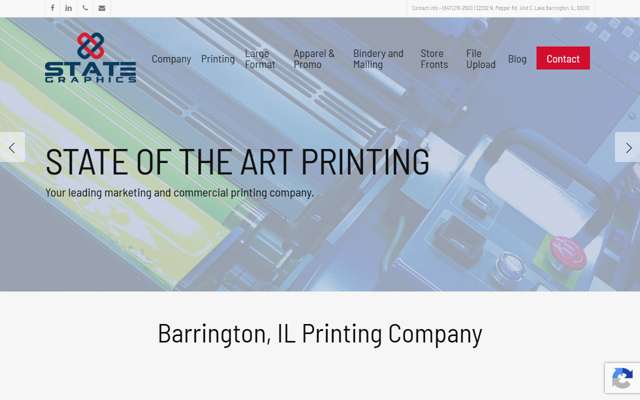 STATE
GRAPHICS
Company
Printing
Large
Format
Apparel &
Promo
Bindery and
Mailing
Store
Fronts
File
Upload
Blog
Contact
STATE OF THE ART PRINTING
Your leading marketing and commercial printing company.
Barrington, IL Printing Company